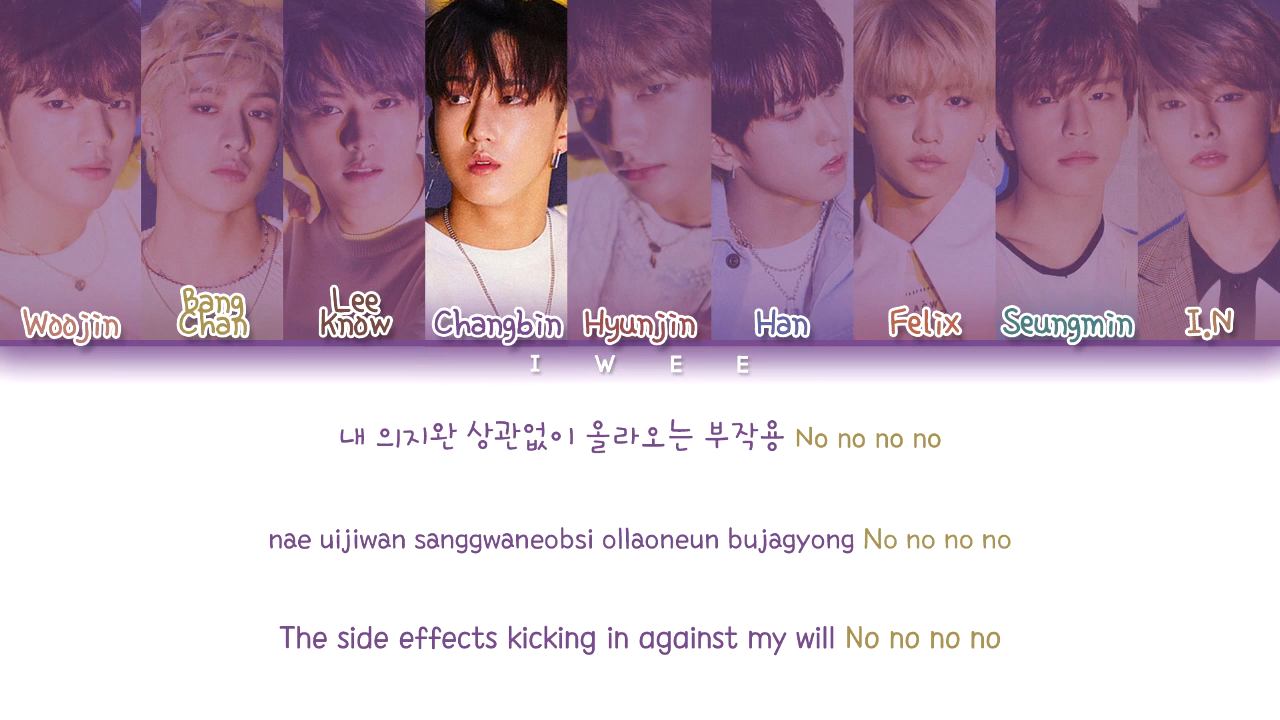 Woojin
Bang Chan
Lee Know
Changbin
Hyunjin
Han
Felix
Seungmin
I.N
I W E E
내 의지완 상관없이 올라오는 부작용 No no no no
nae uijiwan sanggwaneobsi ollaoneun bujagyong No no no no
The side effects kicking in against my will No no no no